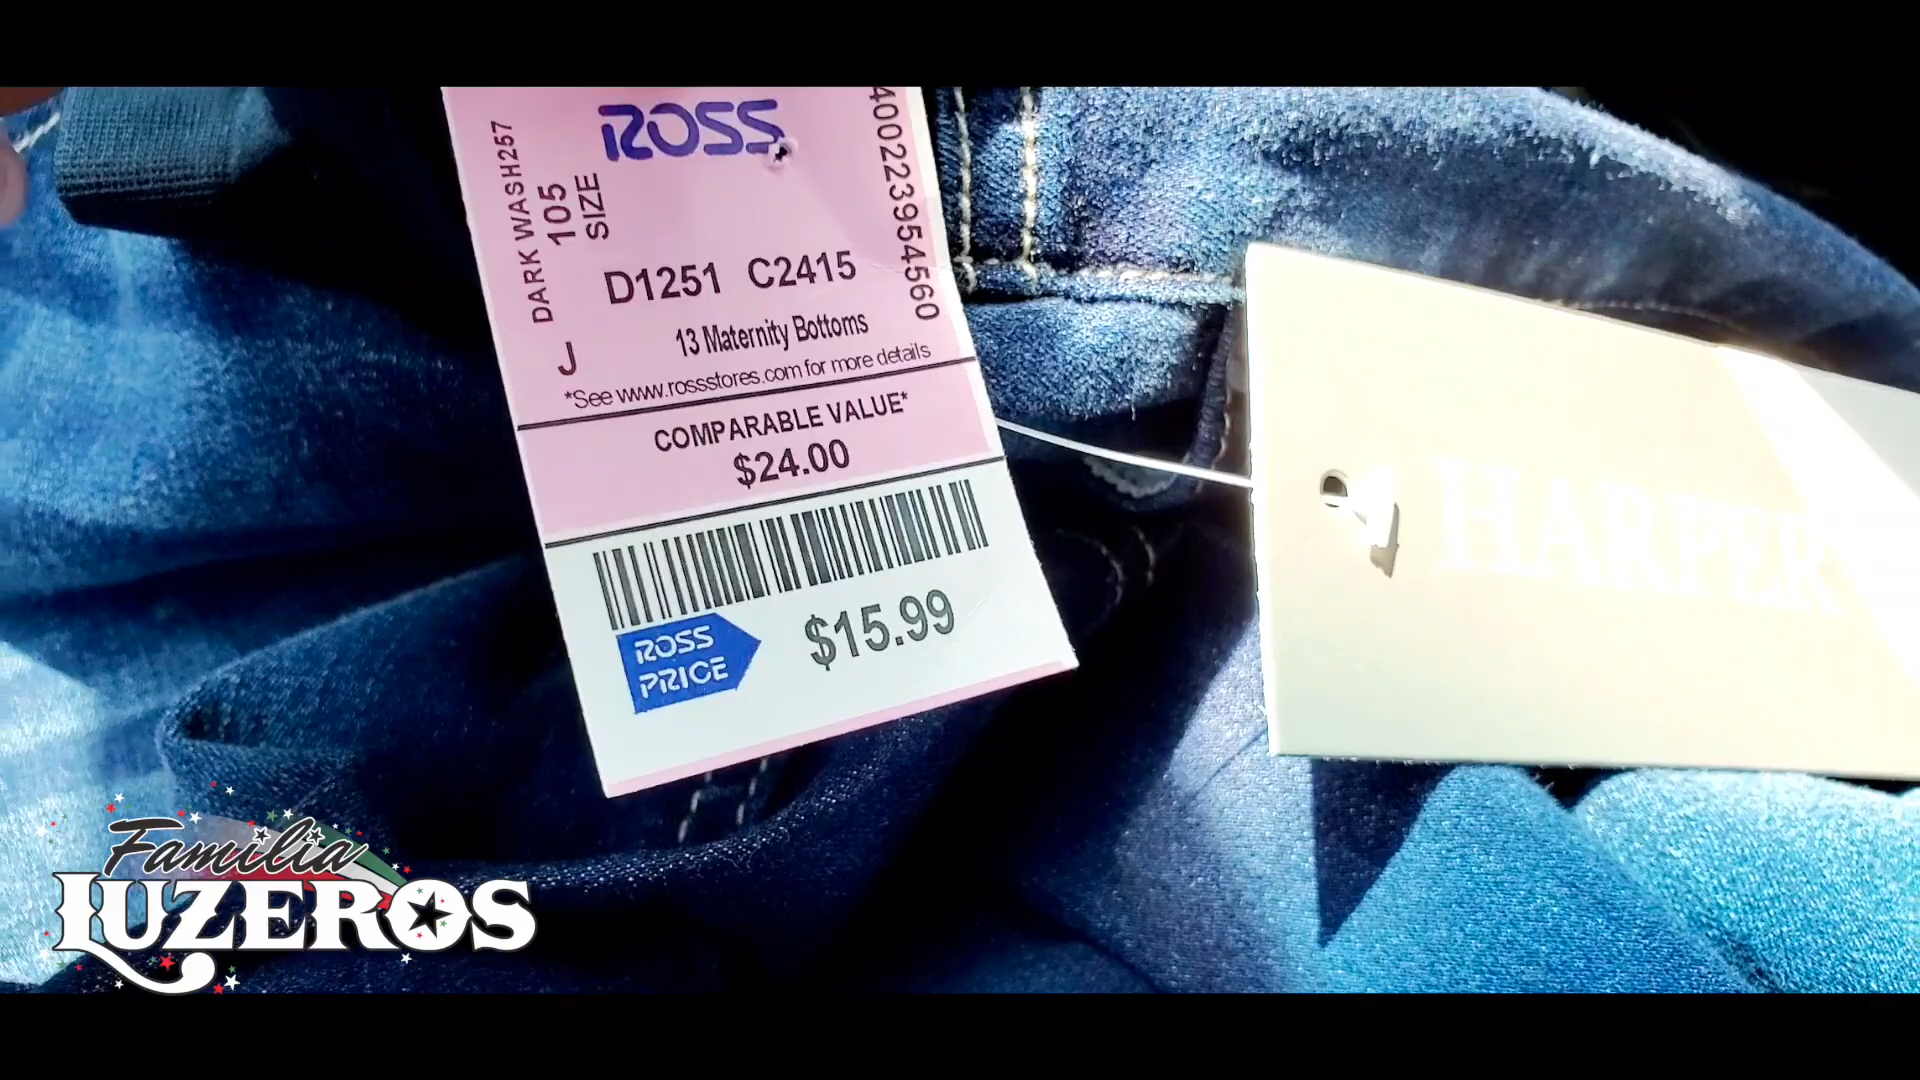 ROSS
400223954560
DARK WASH257
105
SIZE
D1251 C2415
J
13 Maternity Bottoms
*See www.rossstores.com for more details
COMPARABLE VALUE*
$24.00
ROSS
PRICE
$15.99
HARPER
Familia
LUZEROS